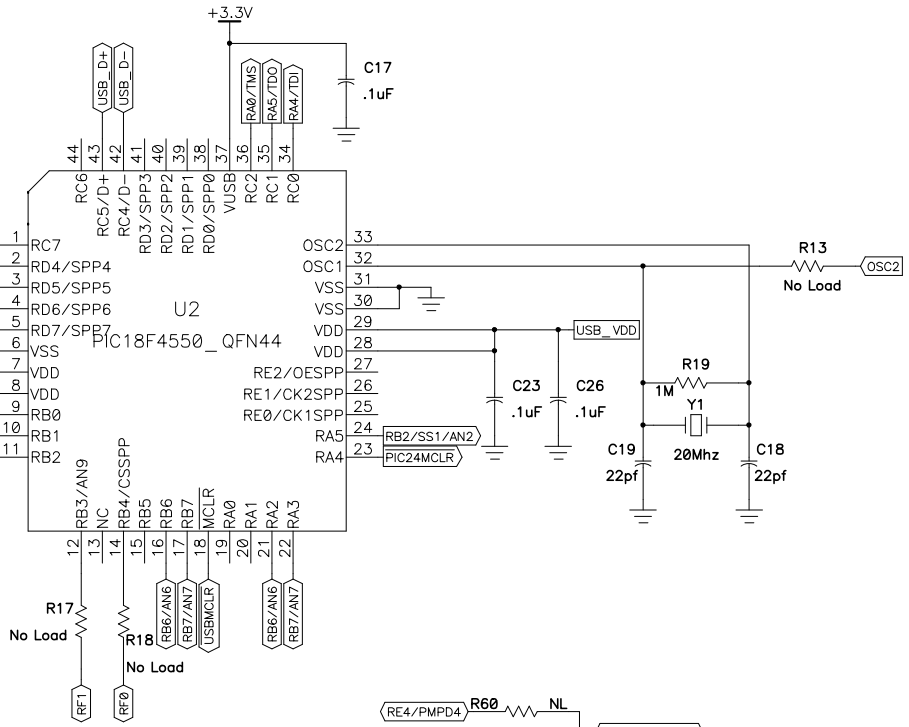 +3.3V
C17
.1uF
USB_D+
USB_D-
RA0/TMS
RA5/TDO
RA4/TDI
44
43
42
41
40
39
38
37
36
35
34
RC6
RC5/D+
RC4/D-
RD3/SPP3
RD2/SPP2
RD1/SPP1
RD0/SPP0
VUSB
RC2
RC1
RC0
1 RC7
2 RD4/SPP4
3 RD5/SPP5
4 RD6/SPP6
5 RD7/SPP7
6 VSS
7 VDD
8 VDD
9 RB0
10 RB1
11 RB2
U2
PIC18F4550_QFN44
OSC2 33
OSC1 32
VSS 31
VSS 30
VDD 29
VDD 28
RE2/OESPP 27
RE1/CK2SPP 26
RE0/CK1SPP 25
RA5 24
RA4 23
RB2/SS1/AN2
PIC24MCLR
USB_VDD
C23
.1uF
C26
.1uF
R13
No Load
OSC2
R19
1M
Y1
20Mhz
C19
22pf
C18
22pf
RB3/AN9
NC
RB4/CSSPP
RB5
RB6
RB7
MCLR
RA0
RA1
RA2
RA3
12
13
14
15
16
17
18
19
20
21
22
RB6/AN6
RB7/AN7
USBMCLR
RB6/AN6
RB7/AN7
R17
No Load
R18
No Load
RF1
RF0
RE4/PMPD4
R60
NL